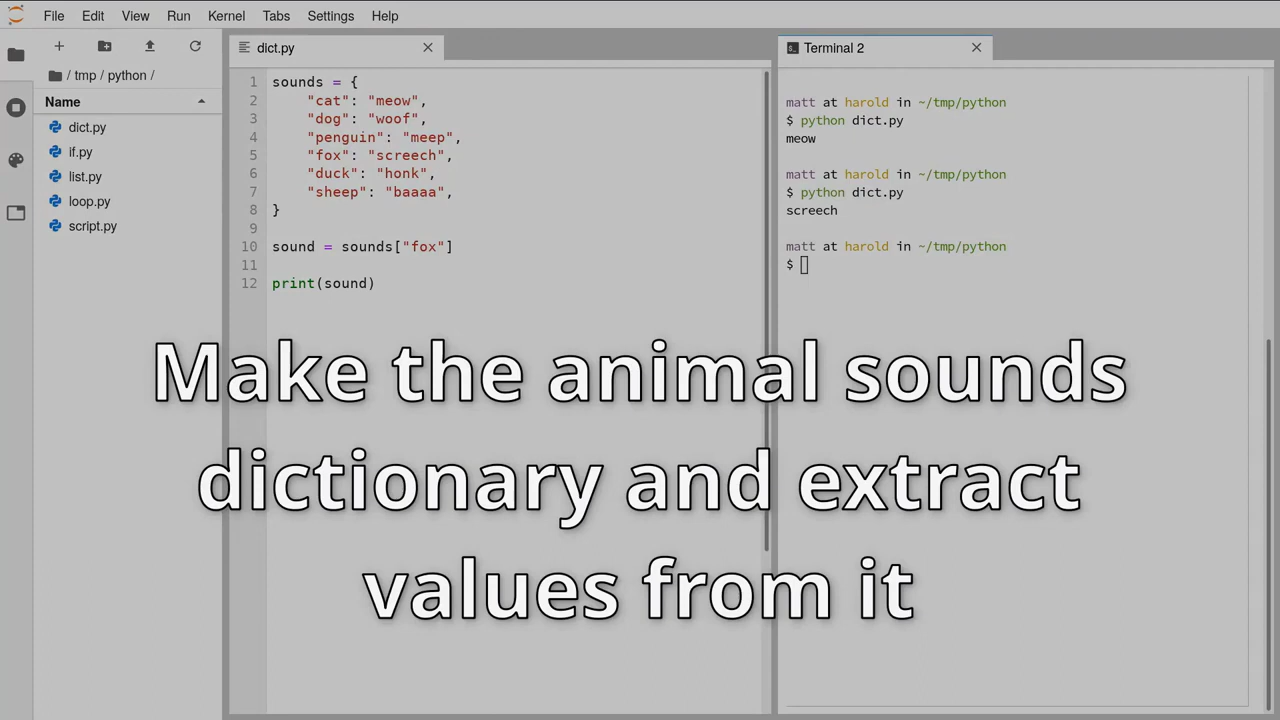 File Edit View Run Kernel Tabs Settings Help
/ tmp / python /
Name
dict.py
if.py
list.py
loop.py
script.py
dict.py
1 sounds = {
2 "cat": "meow",
3 "dog": "woof",
4 "penguin": "meep",
5 "fox": "screech",
6 "duck": "honk",
7 "sheep": "baaaa",
8 }
9
10 sound = sounds["fox"]
11
12 print(sound)
Terminal 2
matt at harold in ~/tmp/python
$ python dict.py
meow
matt at harold in ~/tmp/python
$ python dict.py
screech
matt at harold in ~/tmp/python
$
Make the animal sounds
dictionary and extract
values from it